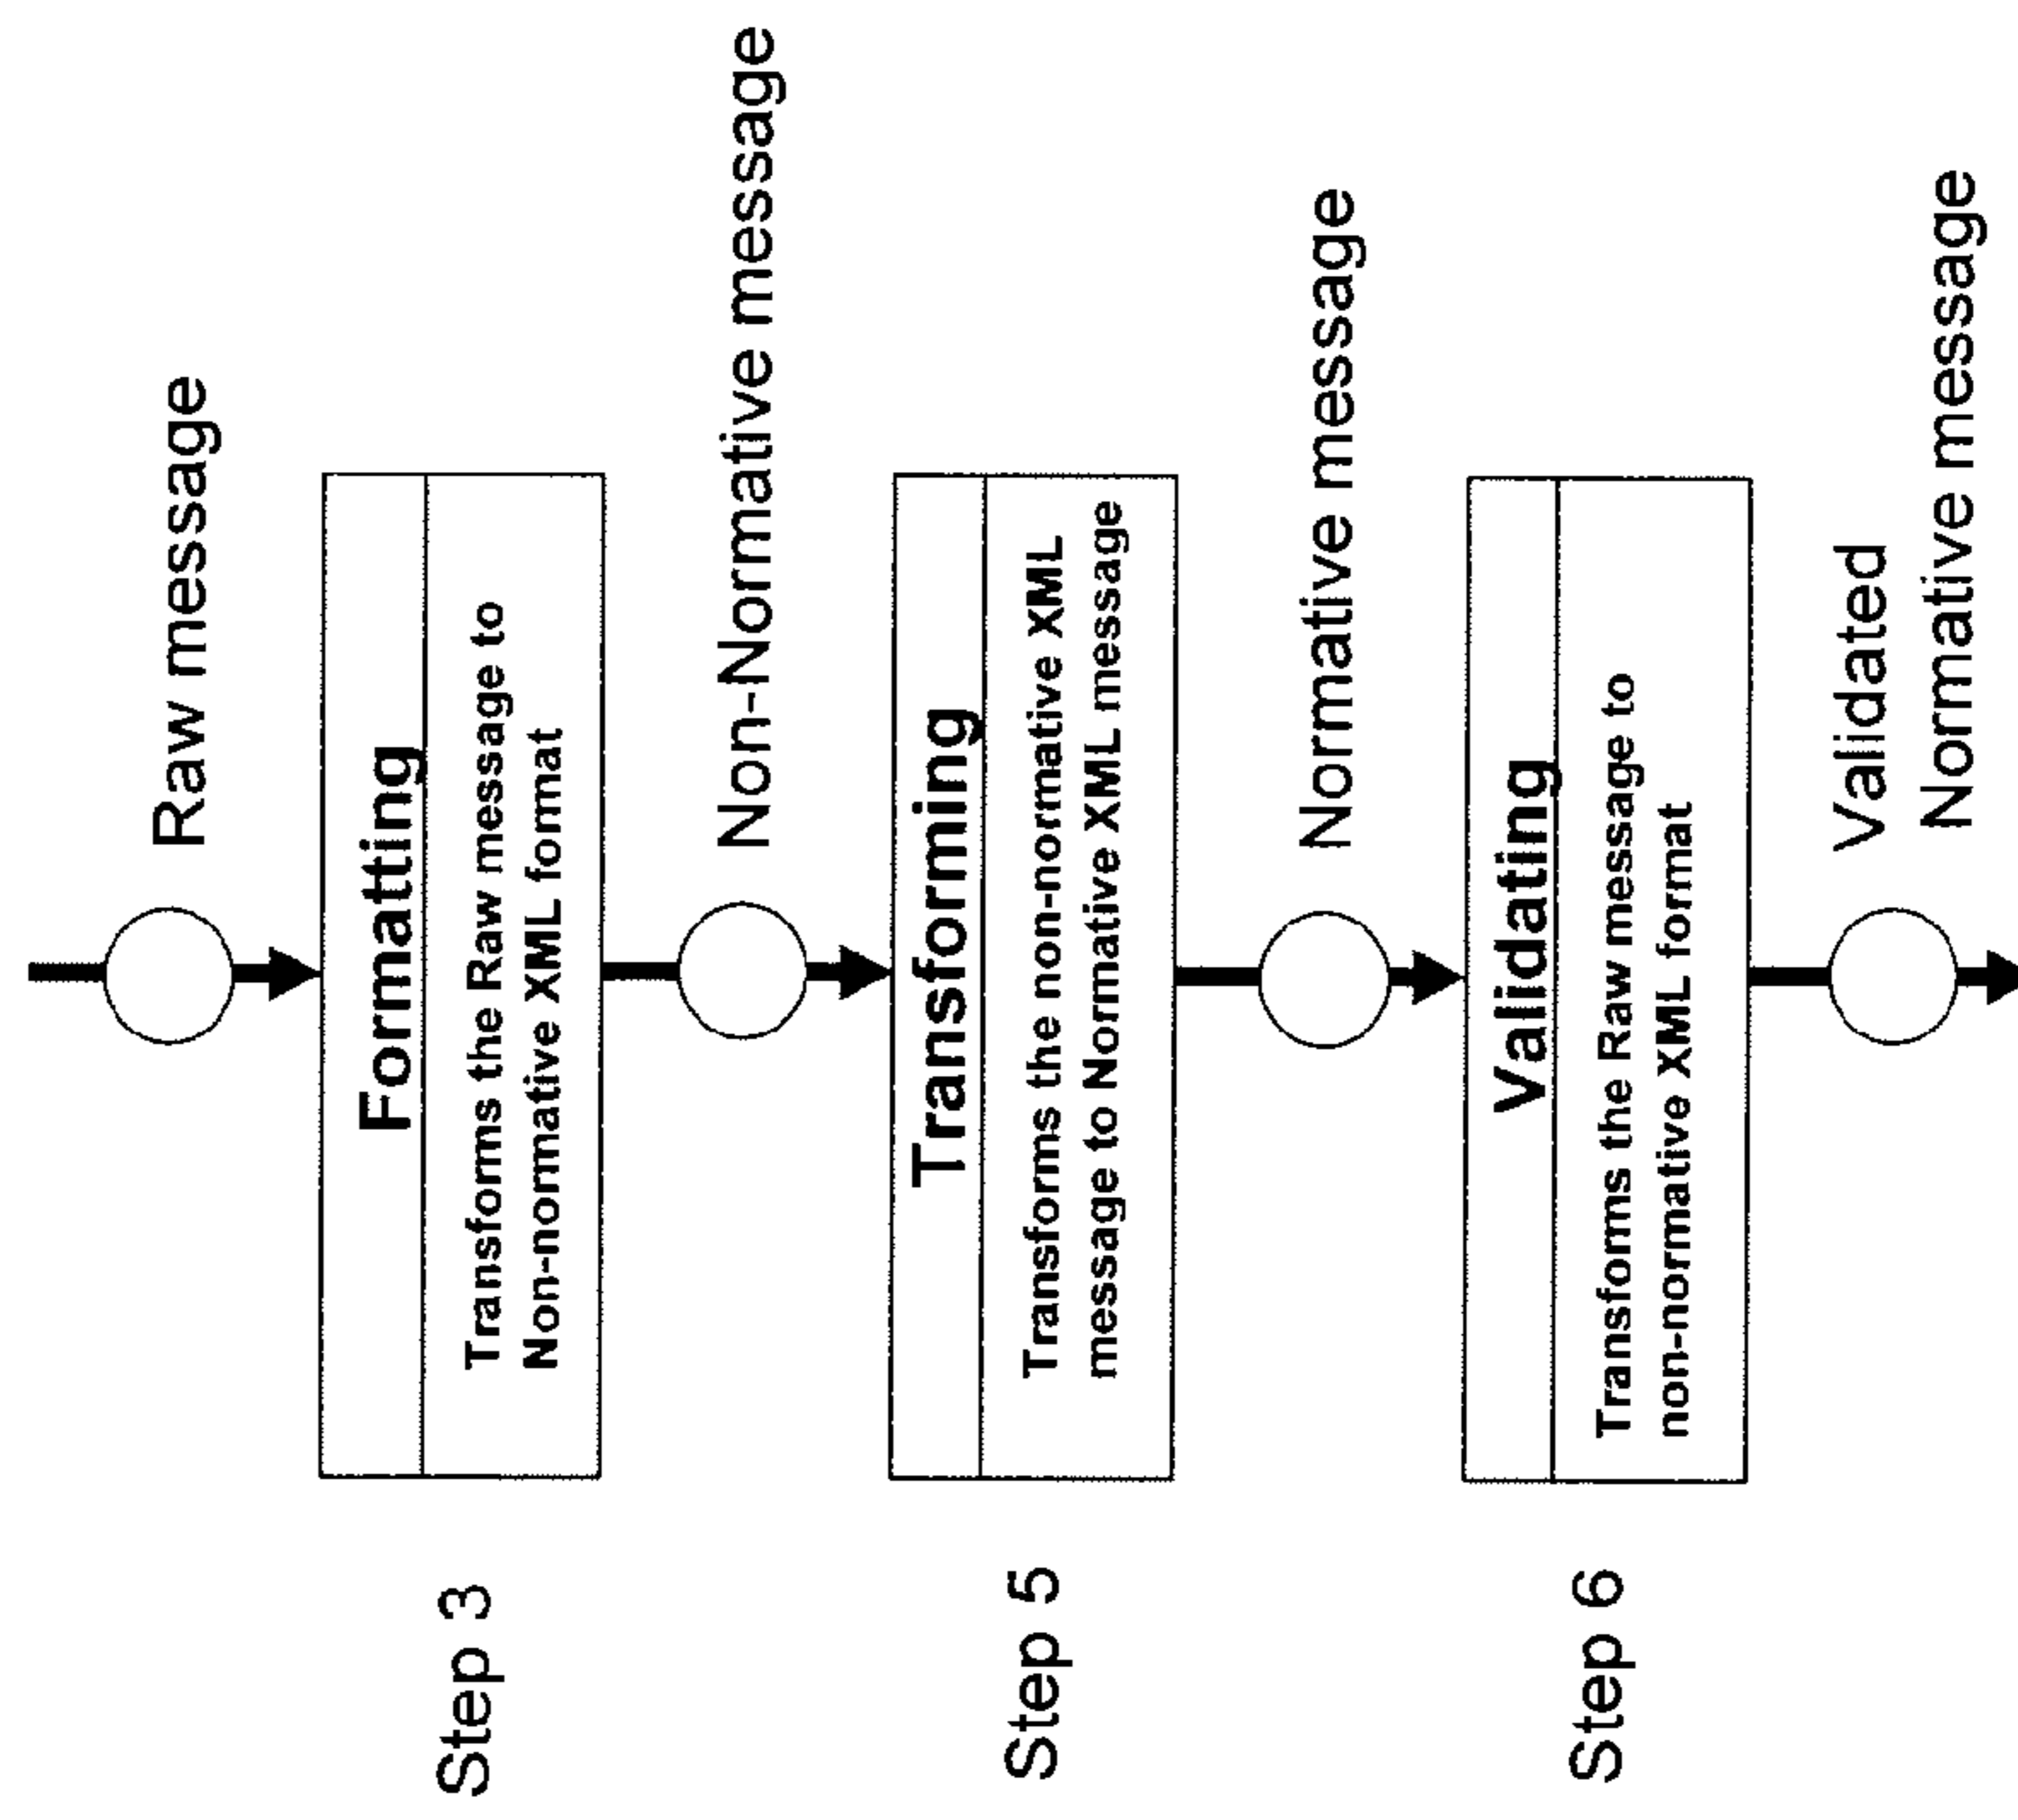 Raw message
Formatting
Transforms the Raw message to
Non-normative XML format
Step 3
Non-Normative message
Transforming
Transforms the non-normative XML
message to Normative XML message
Step 5
Normative message
Validating
Transforms the Raw message to
non-normative XML format
Step 6
Validated
Normative message